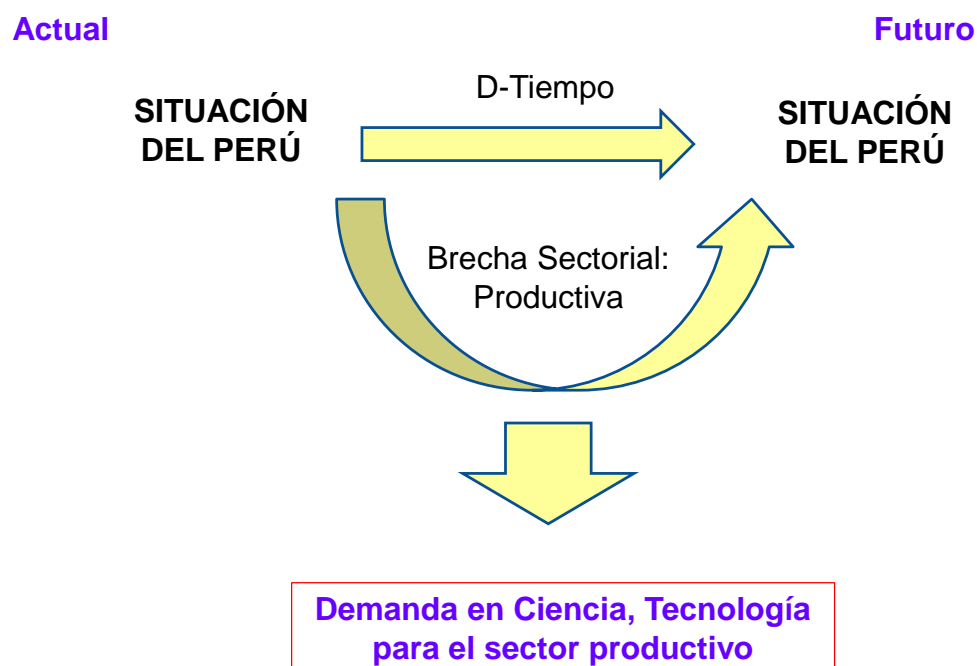 Actual
Futuro
D-Tiempo
SITUACIÓN
DEL PERÚ
SITUACIÓN
DEL PERÚ
Brecha Sectorial:
Productiva
Demanda en Ciencia, Tecnología
para el sector productivo